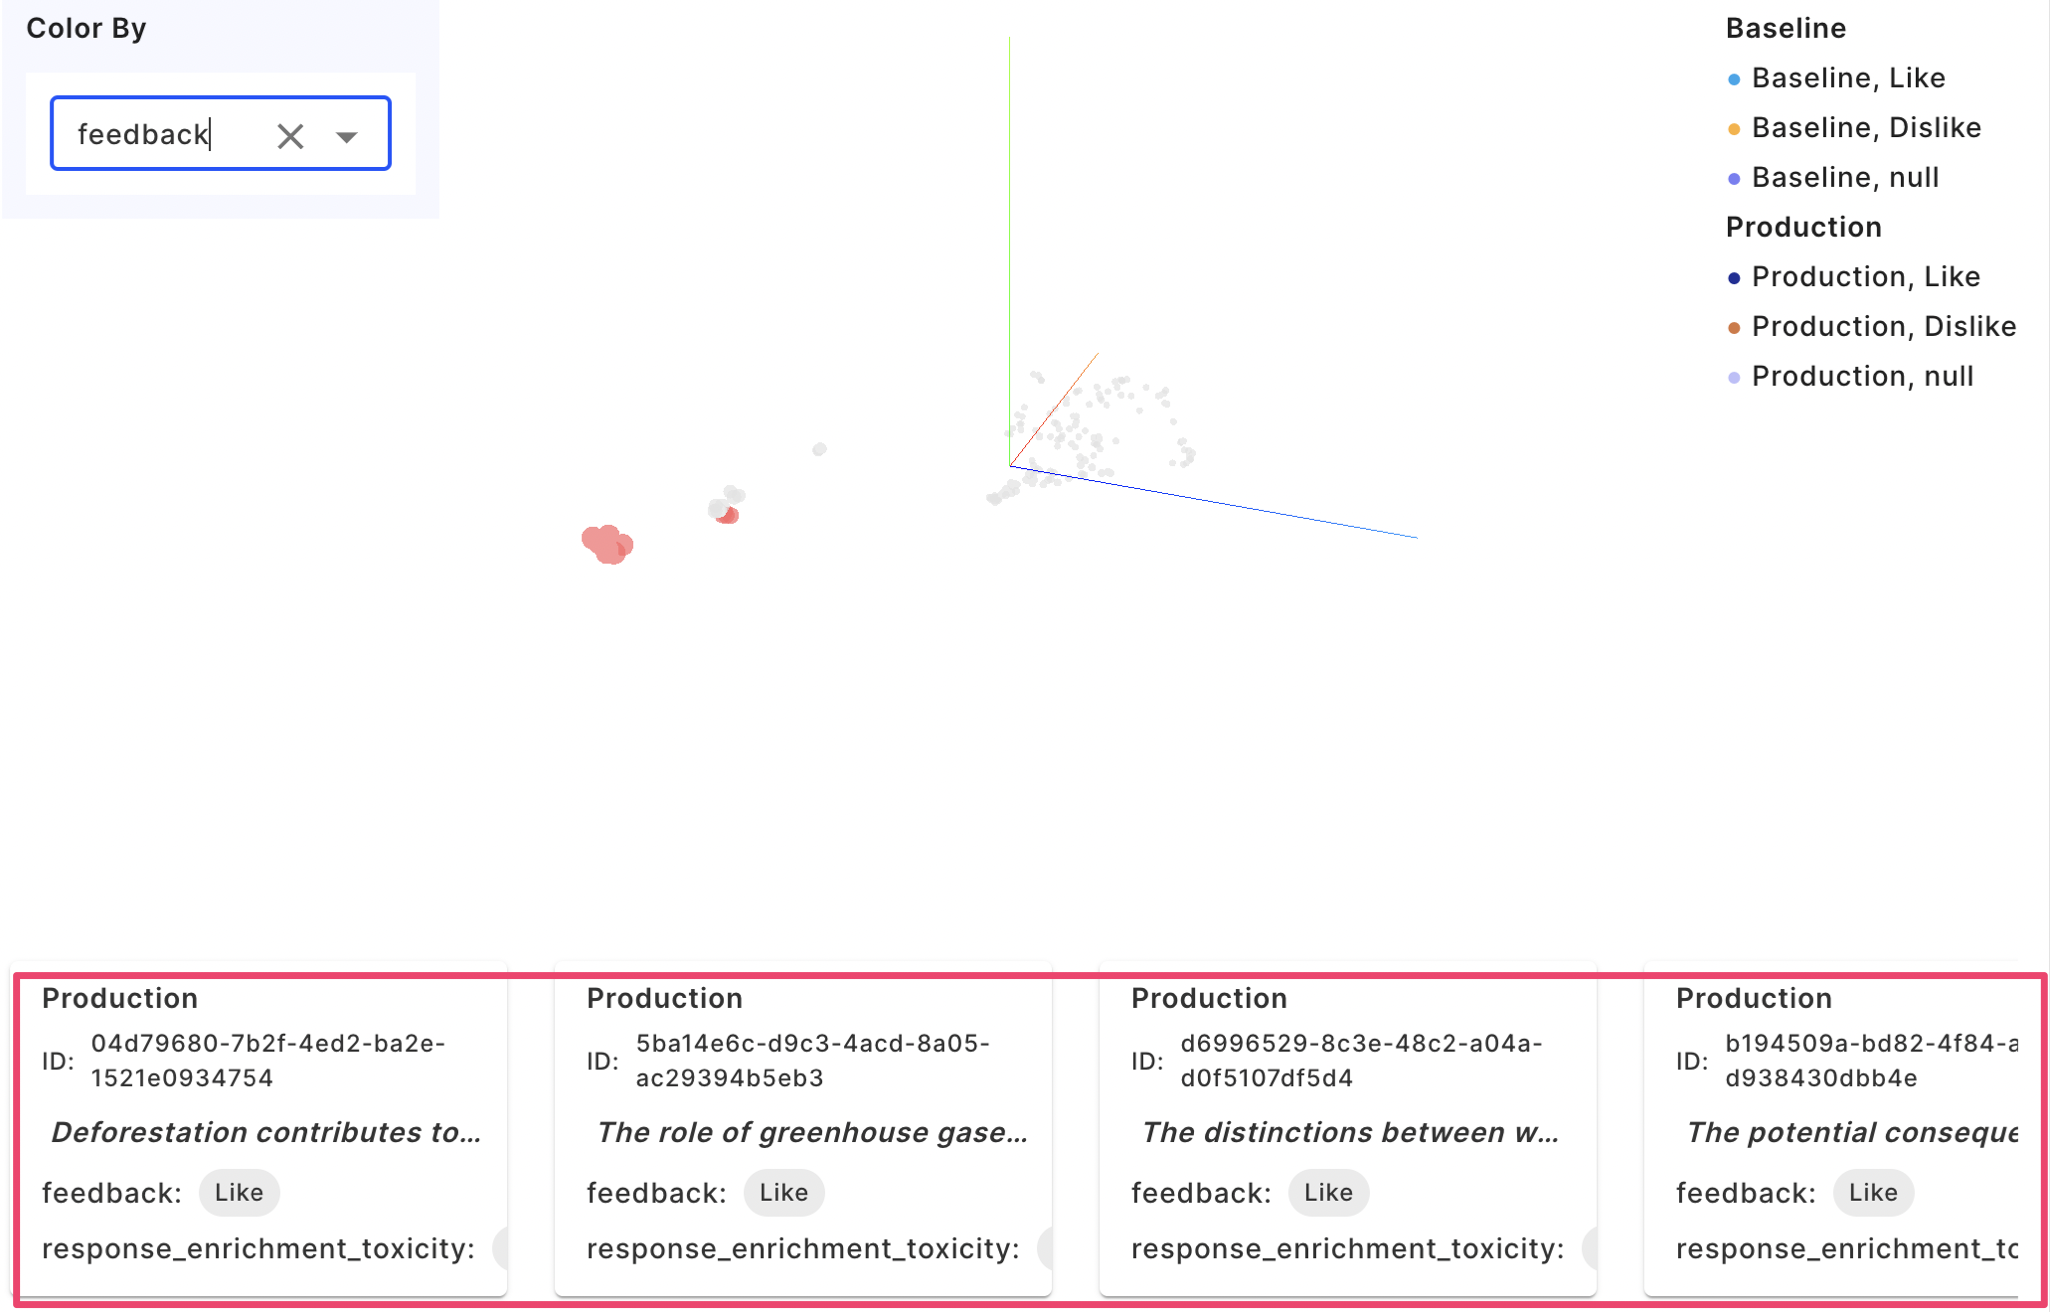 Color By
feedback
Baseline
Baseline, Like
Baseline, Dislike
Baseline, null
Production
Production, Like
Production, Dislike
Production, null
Production
ID: 04d79680-7b2f-4ed2-ba2e-
1521e0934754
Deforestation contributes to...
feedback: Like
response_enrichment_toxicity:
Production
ID: 5ba14e6c-d9c3-4acd-8a05-
ac29394b5eb3
The role of greenhouse gase...
feedback: Like
response_enrichment_toxicity:
Production
ID: d6996529-8c3e-48c2-a04a-
d0f5107df5d4
The distinctions between w...
feedback: Like
response_enrichment_toxicity:
Production
ID: b194509a-bd82-4f84-a
d938430dbb4e
The potential conseque
feedback: Like
response_enrichment_to